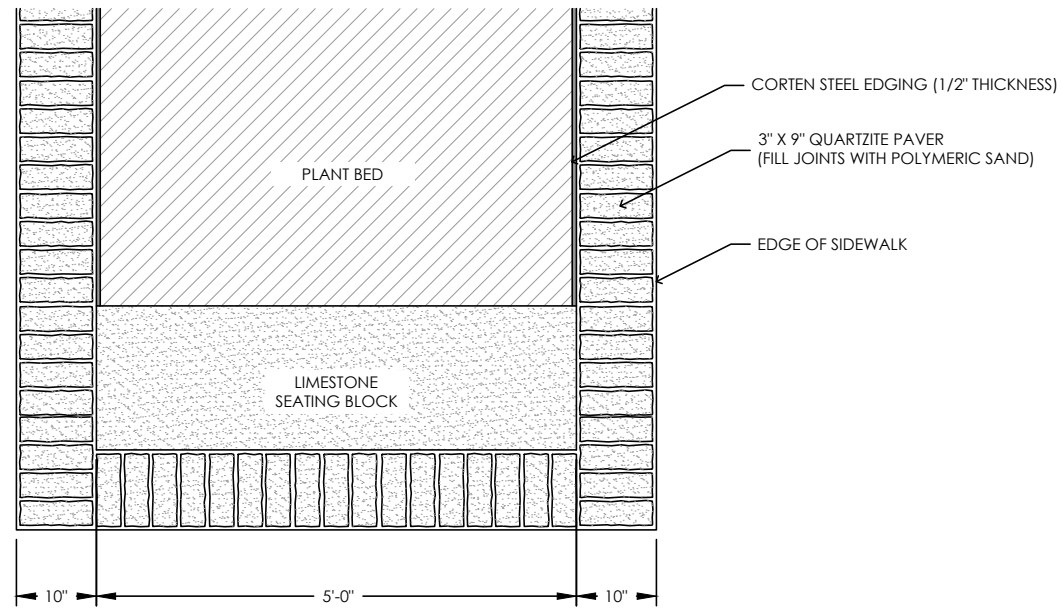 CORTEN STEEL EDGING (1/2" THICKNESS)
3" X 9" QUARTZITE PAVER
(FILL JOINTS WITH POLYMERIC SAND)
PLANT BED
EDGE OF SIDEWALK
LIMESTONE
SEATING BLOCK
10"
5'-0"
10"